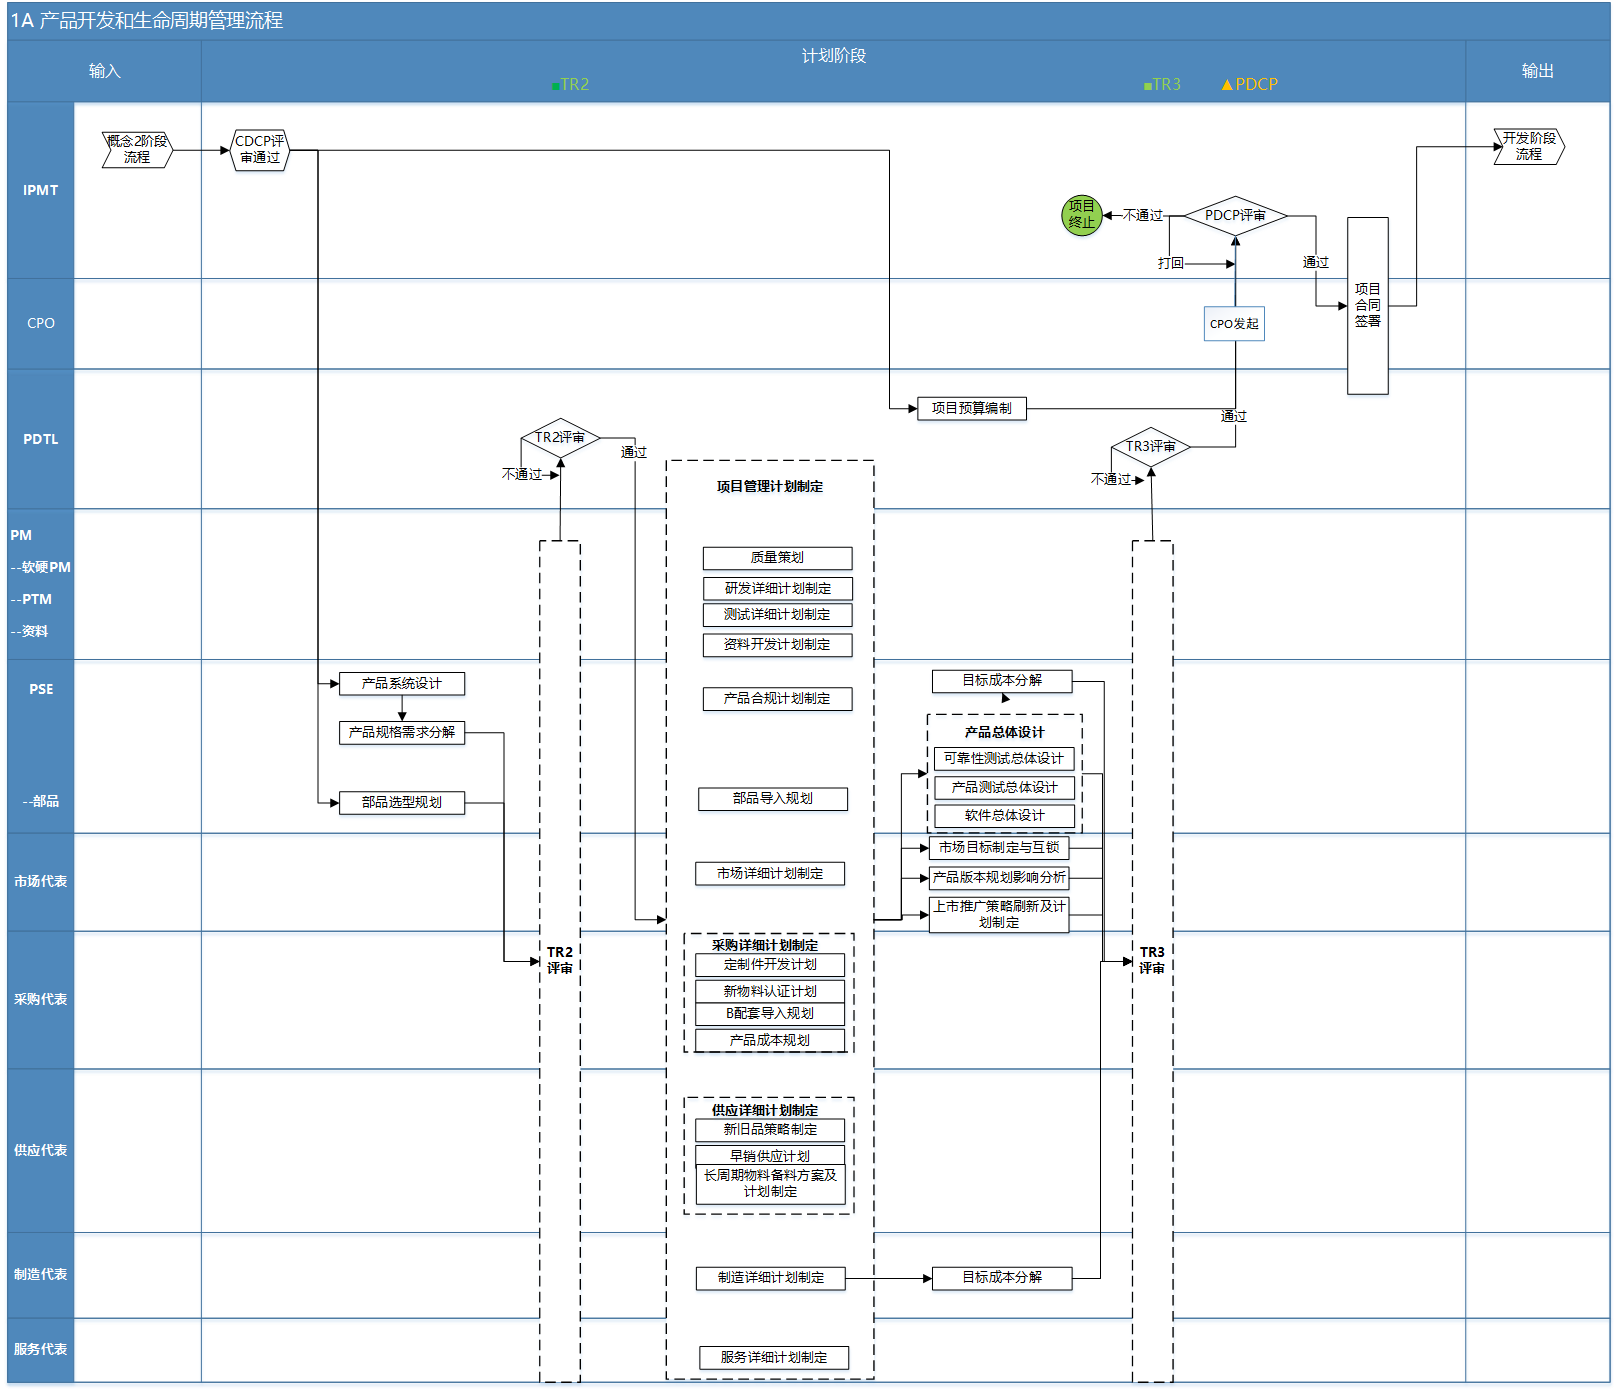 1A 产品开发和生命周期管理流程
输入
计划阶段
输出
■TR2
■TR3
▲PDCP
IPMT
概念2阶段
流程
CDCP评
审通过
开发阶段
流程
项目
终止
不通过
PDCP评审
打回
通过
CPO
CPO发起
项目
合同
签署
PDTL
项目预算编制
通过
TR2评审
不通过
通过
TR3评审
不通过
项目管理计划制定
PM
--软硬PM
--PTM
--资料
质量策划
研发详细计划制定
测试详细计划制定
资料开发计划制定
PSE
--部品
产品系统设计
产品规格需求分解
部品选型规划
产品合规计划制定
部品导入规划
目标成本分解
产品总体设计
可靠性测试总体设计
产品测试总体设计
软件总体设计
市场代表
市场详细计划制定
市场目标制定与互锁
产品版本规划影响分析
上市推广策略刷新及计
划制定
采购代表
TR2
评审
采购详细计划制定
定制件开发计划
新物料认证计划
B配套导入规划
产品成本规划
TR3
评审
供应代表
供应详细计划制定
新旧品策略制定
早销供应计划
长周期物料备料方案及
计划制定
制造代表
制造详细计划制定
目标成本分解
服务代表
服务详细计划制定